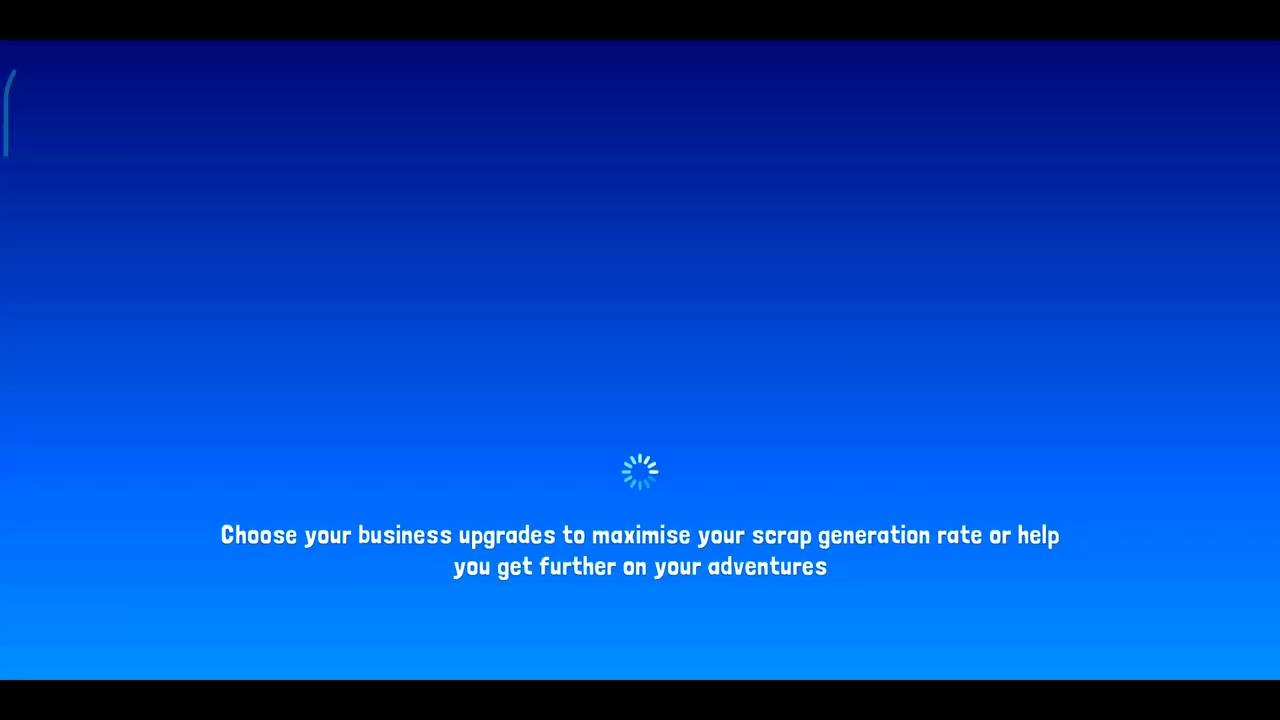 Choose your business upgrades to maximise your scrap generation rate or help
you get further on your adventures